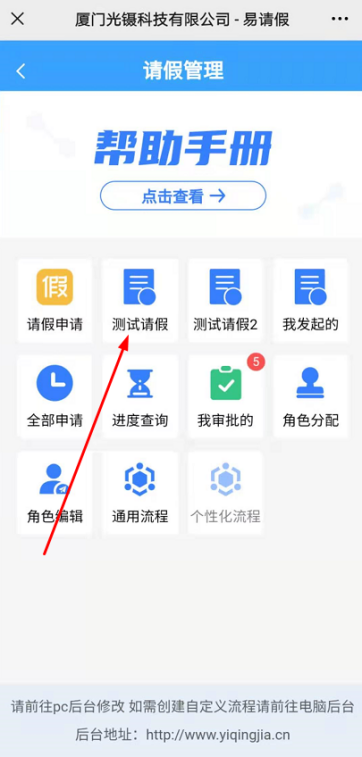 厦门光镊科技有限公司 - 易请假
请假管理
帮助手册
点击查看 →
假
请假申请 测试请假 测试请假2 我发起的
5
全部申请 进度查询 我审批的 角色分配
角色编辑 通用流程 个性化流程
请前往pc后台修改 如需创建自定义流程请前往电脑后台
后台地址：http://www.yiqingjia.cn